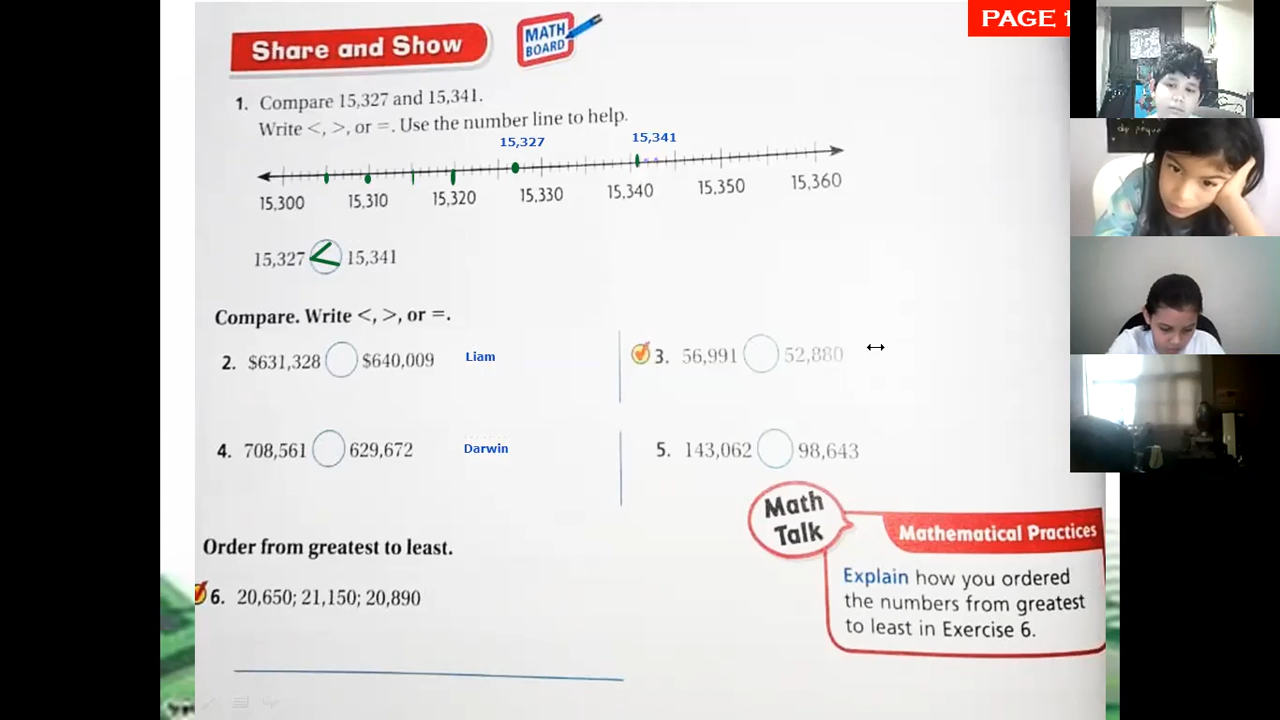 PAGE 1
Share and Show
MATH
BOARD
1. Compare 15,327 and 15,341.
Write <, >, or =. Use the number line to help.
15,327 15,341
15,300 15,310 15,320 15,330 15,340 15,350 15,360
15,327 < 15,341
Compare. Write <, >, or =.
2. $631,328 $640,009 Liam
3. 56,991 52,880
4. 708,561 629,672 Darwin
5. 143,062 98,643
Math
Talk
Mathematical Practices
Explain how you ordered
the numbers from greatest
to least in Exercise 6.
Order from greatest to least.
6. 20,650; 21,150; 20,890